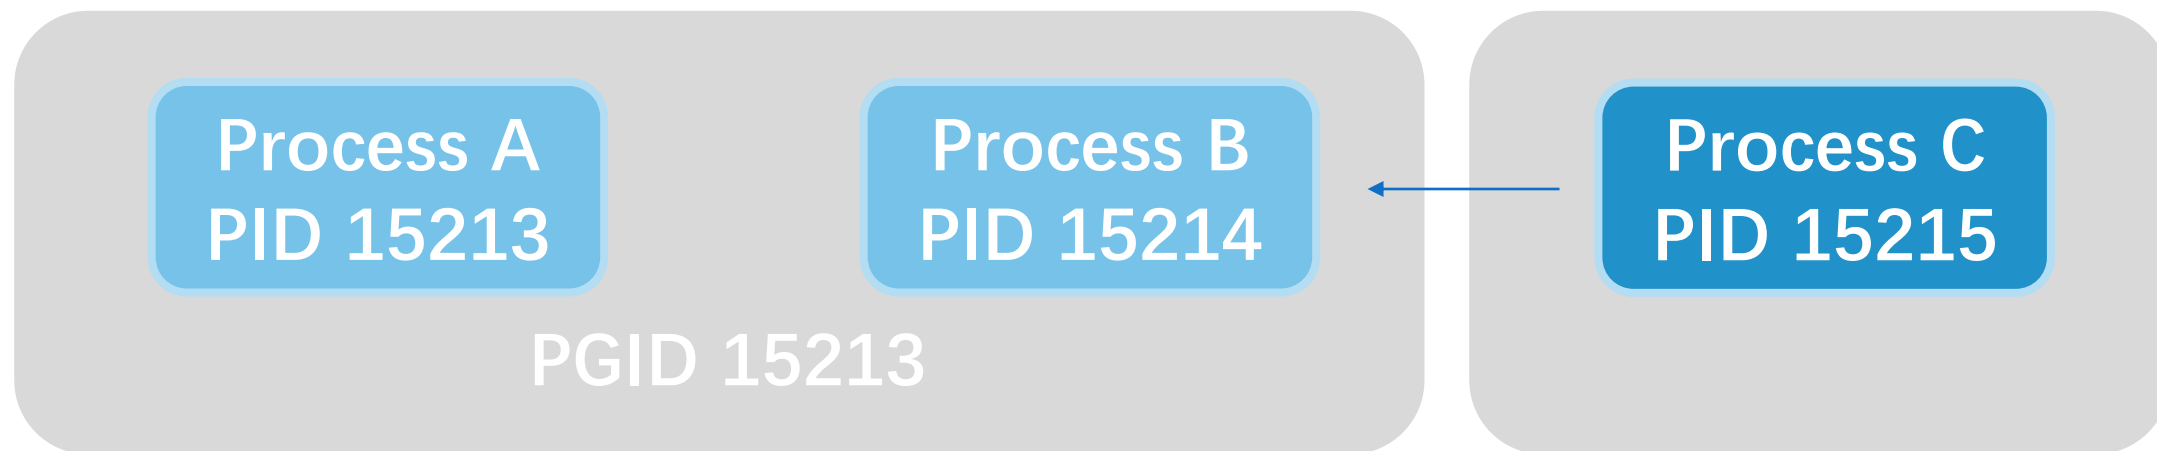 Process A
PID 15213
Process B
PID 15214
PGID 15213
Process C
PID 15215